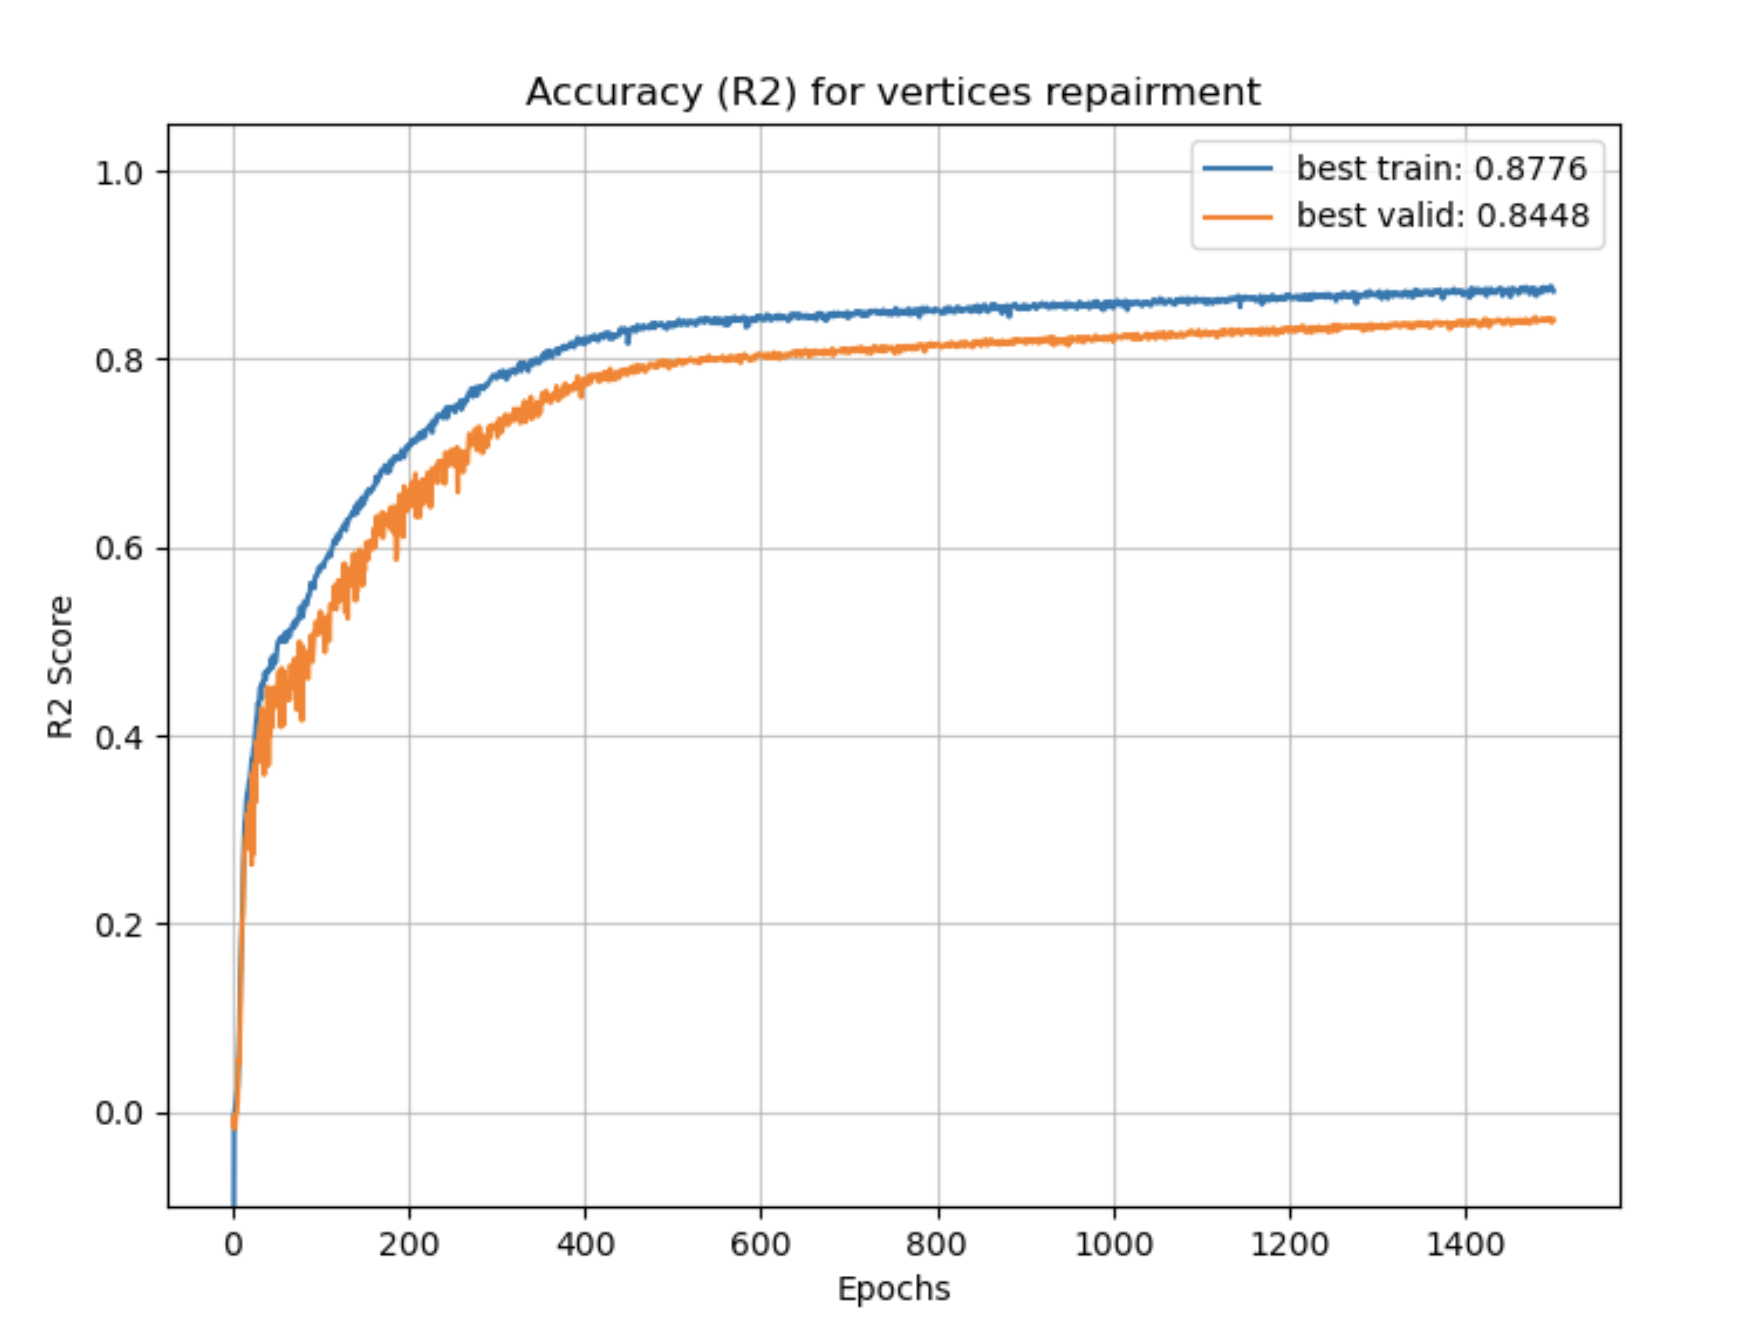 Accuracy (R2) for vertices repairment
best train: 0.8776
best valid: 0.8448
1.0
0.8
0.6
0.4
0.2
0.0
R2 Score
0 200 400 600 800 1000 1200 1400
Epochs